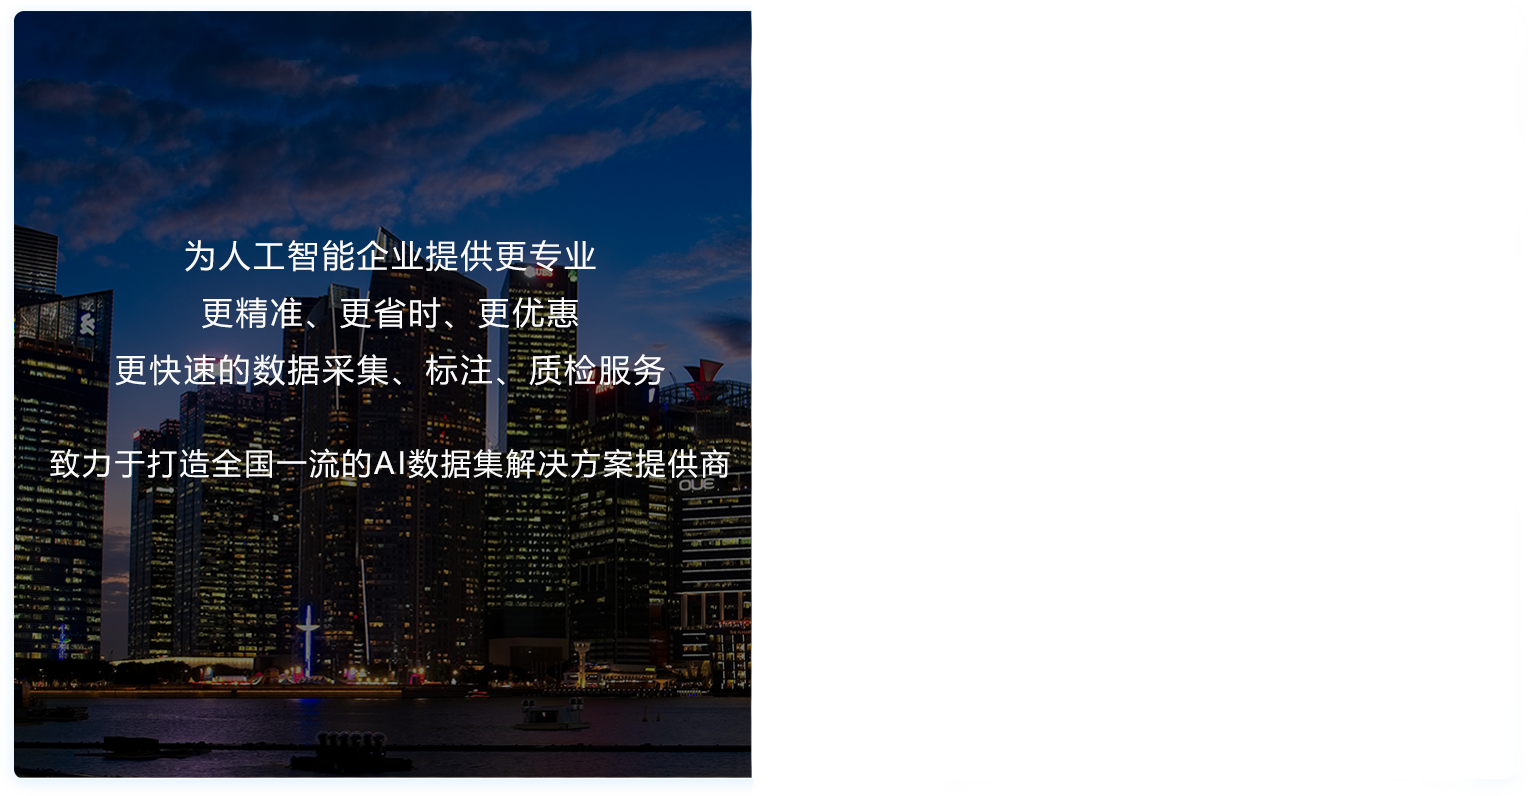 为人工智能企业提供更专业
更精准、更省时、更优惠
更快速的数据采集、标注、质检服务
致力于打造全国一流的AI数据集解决方案提供商
UBS
OUE